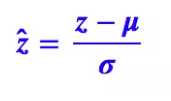 ẑ = (z − μ) / σ